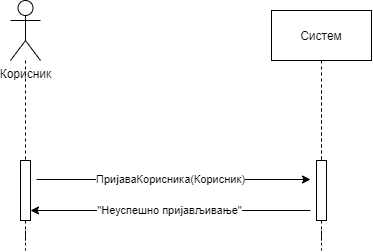 Систем
Корисник
ПријаваКорисника(Корисник)
"Неуспешно пријављивање"